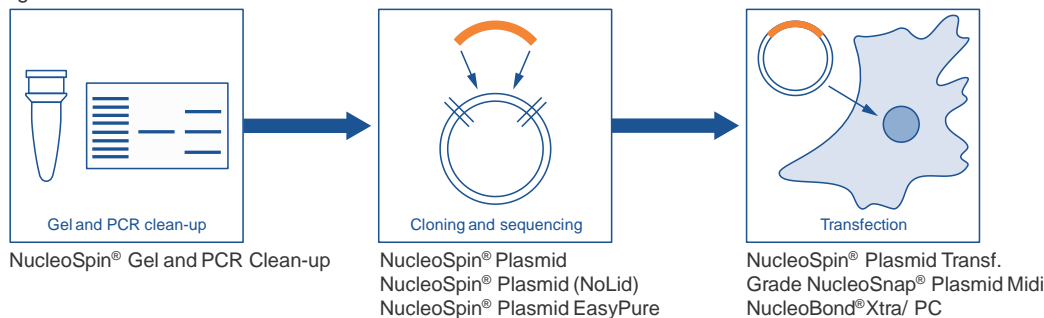 Gel and PCR clean-up
Cloning and sequencing
Transfection
NucleoSpin® Gel and PCR Clean-up
NucleoSpin® Plasmid
NucleoSpin® Plasmid (NoLid)
NucleoSpin® Plasmid EasyPure
NucleoSpin® Plasmid Transf.
Grade NucleoSnap® Plasmid Midi
NucleoBond® Xtra/ PC